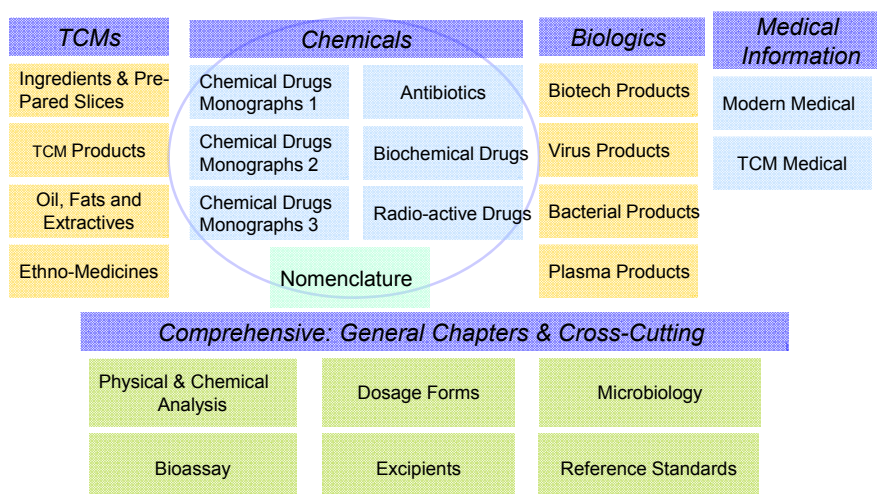 TCMs
Ingredients & Pre-
Pared Slices
TCM Products
Oil, Fats and
Extractives
Ethno-Medicines
Chemicals
Chemical Drugs
Monographs 1
Antibiotics
Chemical Drugs
Monographs 2
Biochemical Drugs
Chemical Drugs
Monographs 3
Radio-active Drugs
Nomenclature
Biologics
Biotech Products
Virus Products
Bacterial Products
Plasma Products
Medical
Information
Modern Medical
TCM Medical
Comprehensive: General Chapters & Cross-Cutting
Physical & Chemical
Analysis
Dosage Forms
Microbiology
Bioassay
Excipients
Reference Standards